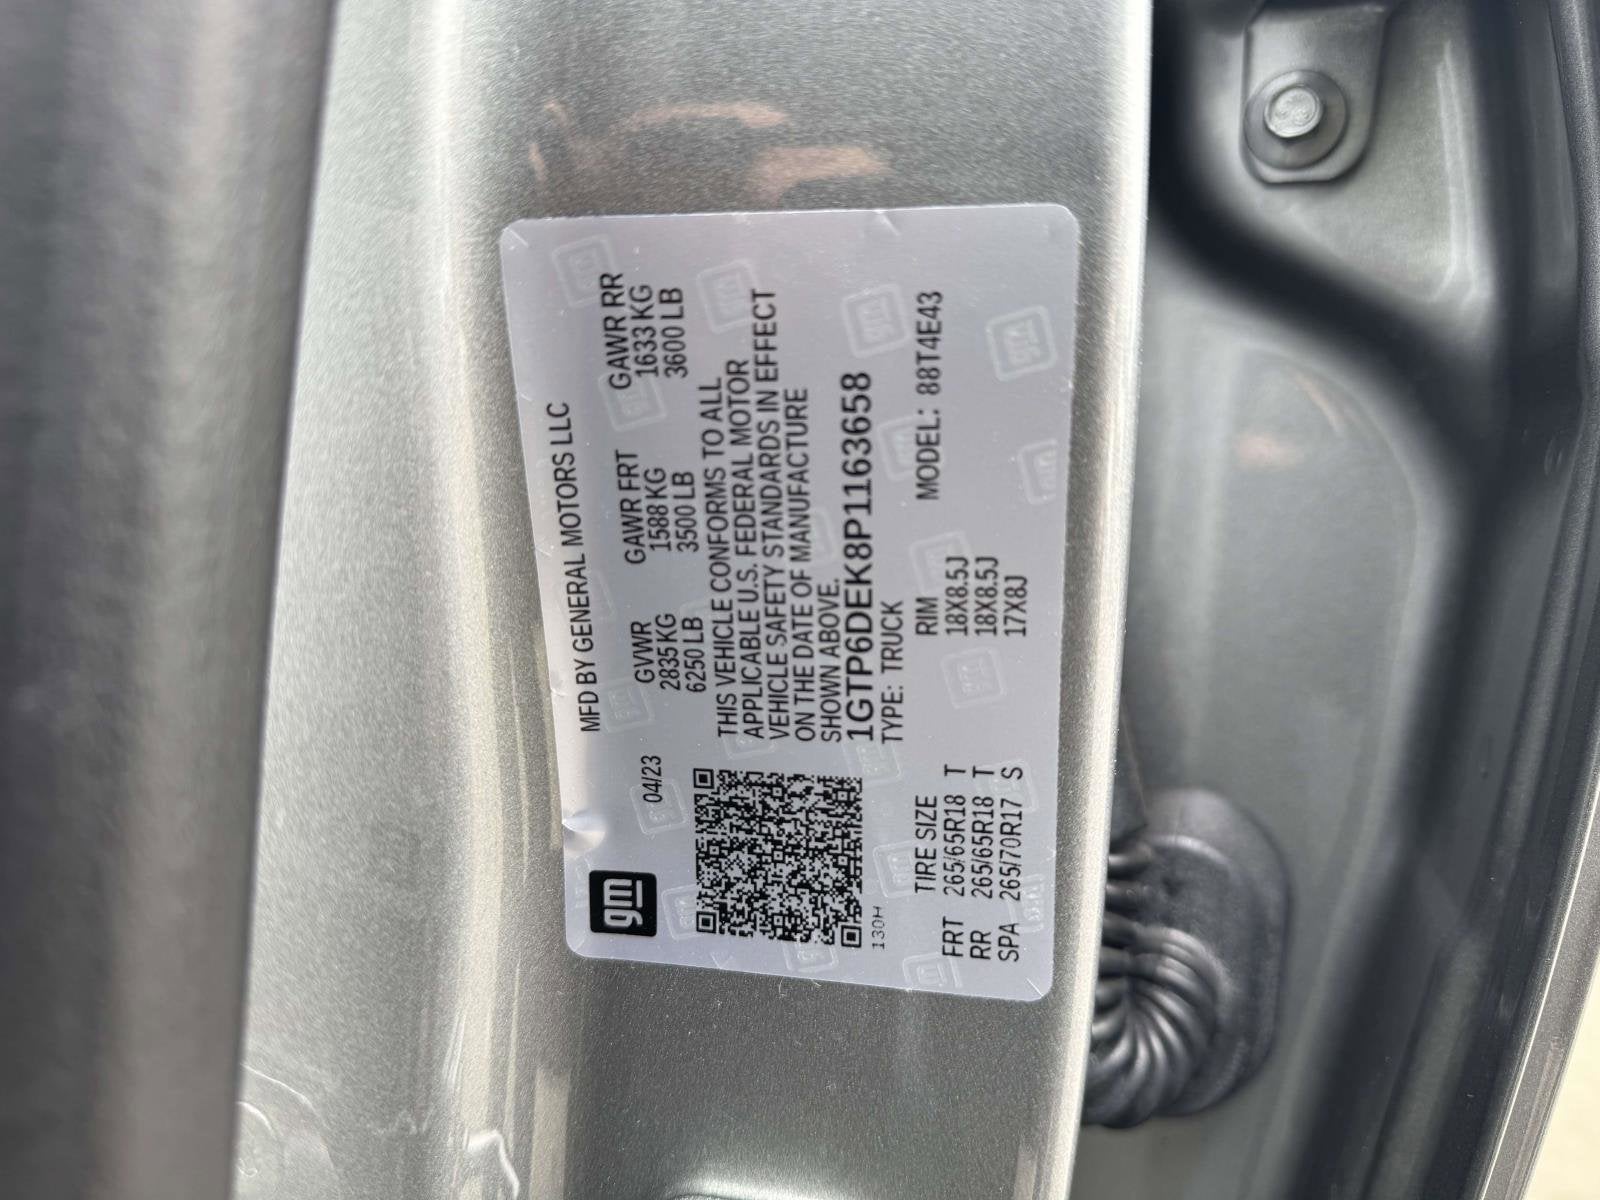 gm
MFD BY GENERAL MOTORS LLC
04/23
GVWR GAWR FRT GAWR RR
2835 KG 1588 KG 1633 KG
6250 LB 3500 LB 3600 LB
THIS VEHICLE CONFORMS TO ALL
APPLICABLE U.S. FEDERAL MOTOR
VEHICLE SAFETY STANDARDS IN EFFECT
ON THE DATE OF MANUFACTURE
SHOWN ABOVE.
1GTP6DEK8P1163658
TYPE: TRUCK
130H
MODEL: 88T4E43
TIRE SIZE RIM
FRT 265/65R18 T 18X8.5J
RR 265/65R18 T 18X8.5J
SPA 265/70R17 S 17X8J